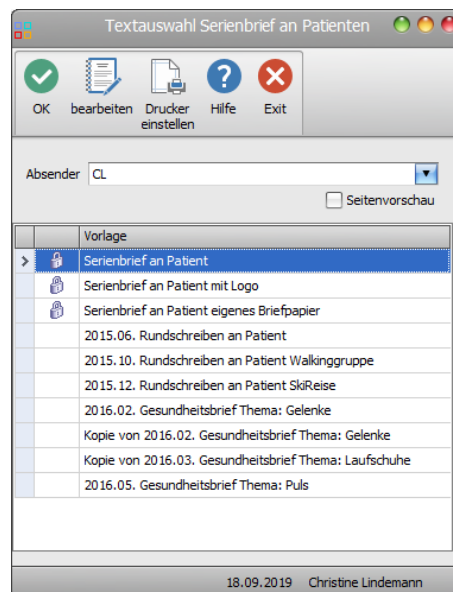 Textauswahl Serienbrief an Patienten
OK bearbeiten Drucker einstellen Hilfe Exit
Absender CL
Seitenvorschau
Vorlage
Serienbrief an Patient
Serienbrief an Patient mit Logo
Serienbrief an Patient eigenes Briefpapier
2015.06. Rundschreiben an Patient
2015.10. Rundschreiben an Patient Walkinggruppe
2015.12. Rundschreiben an Patient SkiReise
2016.02. Gesundheitsbrief Thema: Gelenke
Kopie von 2016.02. Gesundheitsbrief Thema: Gelenke
Kopie von 2016.03. Gesundheitsbrief Thema: Laufschuhe
2016.05. Gesundheitsbrief Thema: Puls
18.09.2019 Christine Lindemann